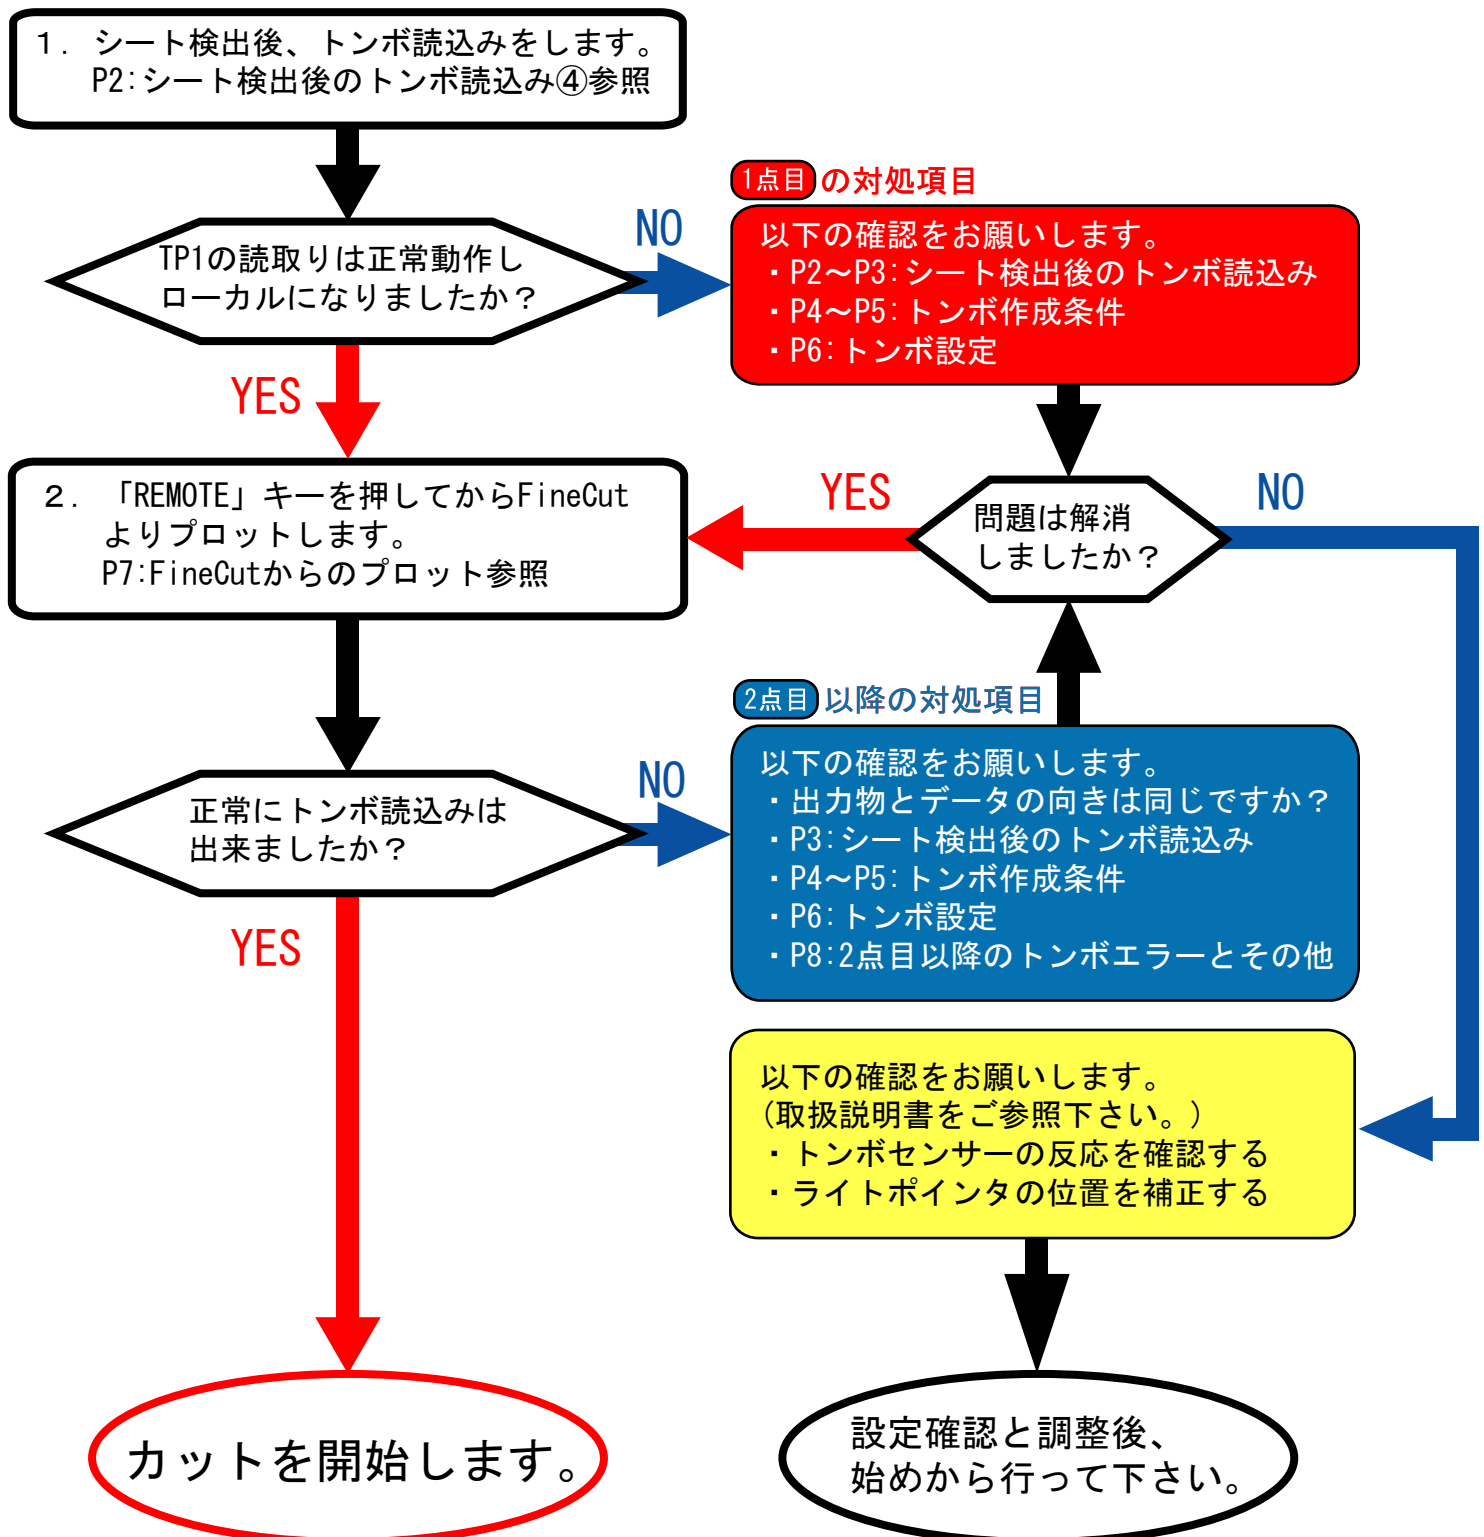 １. シート検出後、トンボ読込みをします。
P2:シート検出後のトンボ読込み④参照
TP1の読取りは正常動作し
ローカルになりましたか？
NO
YES
1点目 の対処項目
以下の確認をお願いします。
・P2～P3:シート検出後のトンボ読込み
・P4～P5:トンボ作成条件
・P6:トンボ設定
２. 「REMOTE」キーを押してからFineCut
よりプロットします。
P7:FineCutからのプロット参照
YES
問題は解消
しましたか？
NO
正常にトンボ読込みは
出来ましたか？
NO
YES
2点目 以降の対処項目
以下の確認をお願いします。
・出力物とデータの向きは同じですか？
・P3:シート検出後のトンボ読込み
・P4～P5:トンボ作成条件
・P6:トンボ設定
・P8:2点目以降のトンボエラーとその他
以下の確認をお願いします。
(取扱説明書をご参照下さい。)
・トンボセンサーの反応を確認する
・ライトポインタの位置を補正する
カットを開始します。
設定確認と調整後、
始めから行って下さい。